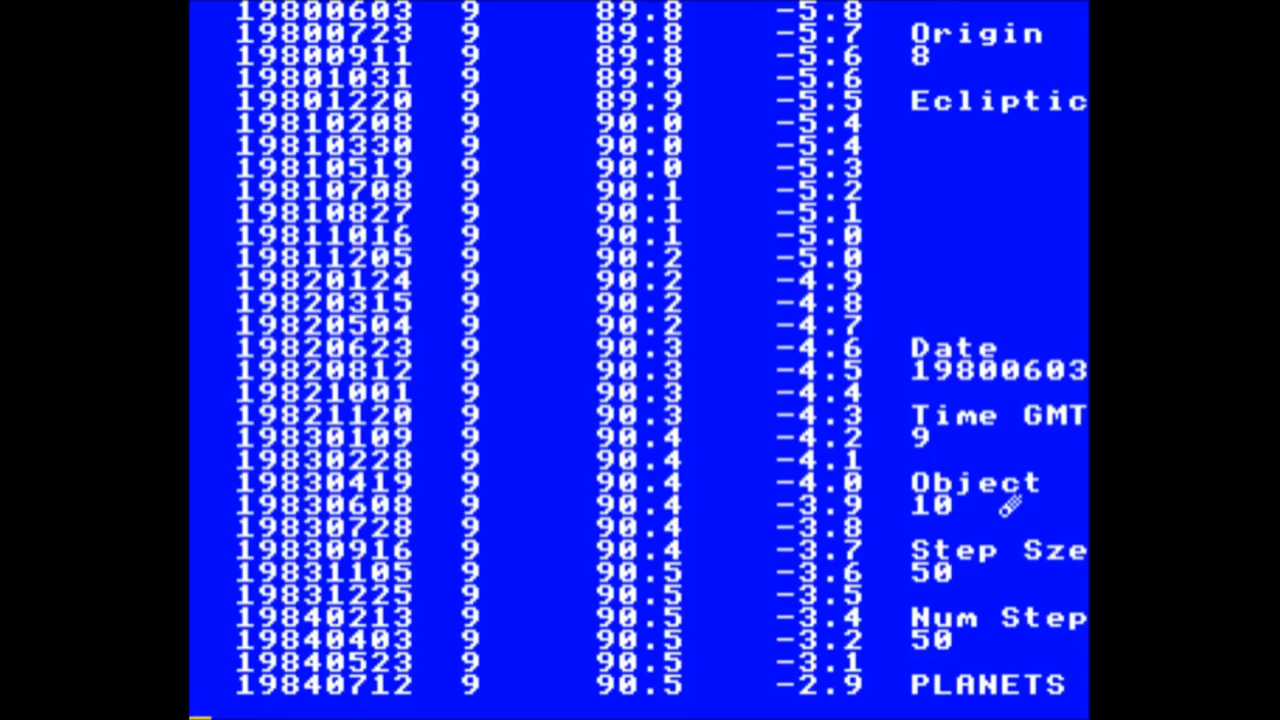 19800603 9 89.8 -5.8
19800723 9 89.8 -5.7 Origin
19800911 9 89.8 -5.6 8
19801031 9 89.9 -5.6
19801220 9 89.9 -5.5 Ecliptic
19810208 9 90.0 -5.4
19810330 9 90.0 -5.4
19810519 9 90.0 -5.3
19810708 9 90.1 -5.2
19810827 9 90.1 -5.1
19811016 9 90.1 -5.0
19811205 9 90.2 -5.0
19820124 9 90.2 -4.9
19820315 9 90.2 -4.8
19820504 9 90.2 -4.7
19820623 9 90.3 -4.6 Date
19820812 9 90.3 -4.5 19800603
19821001 9 90.3 -4.4
19821120 9 90.3 -4.3 Time GMT
19830109 9 90.4 -4.2 9
19830228 9 90.4 -4.1
19830419 9 90.4 -4.0 Object
19830608 9 90.4 -3.9 10
19830728 9 90.4 -3.8
19830916 9 90.4 -3.7 Step Sze
19831105 9 90.5 -3.6 50
19831225 9 90.5 -3.5
19840213 9 90.5 -3.4 Num Step
19840403 9 90.5 -3.2 50
19840523 9 90.5 -3.1
19840712 9 90.5 -2.9 PLANETS